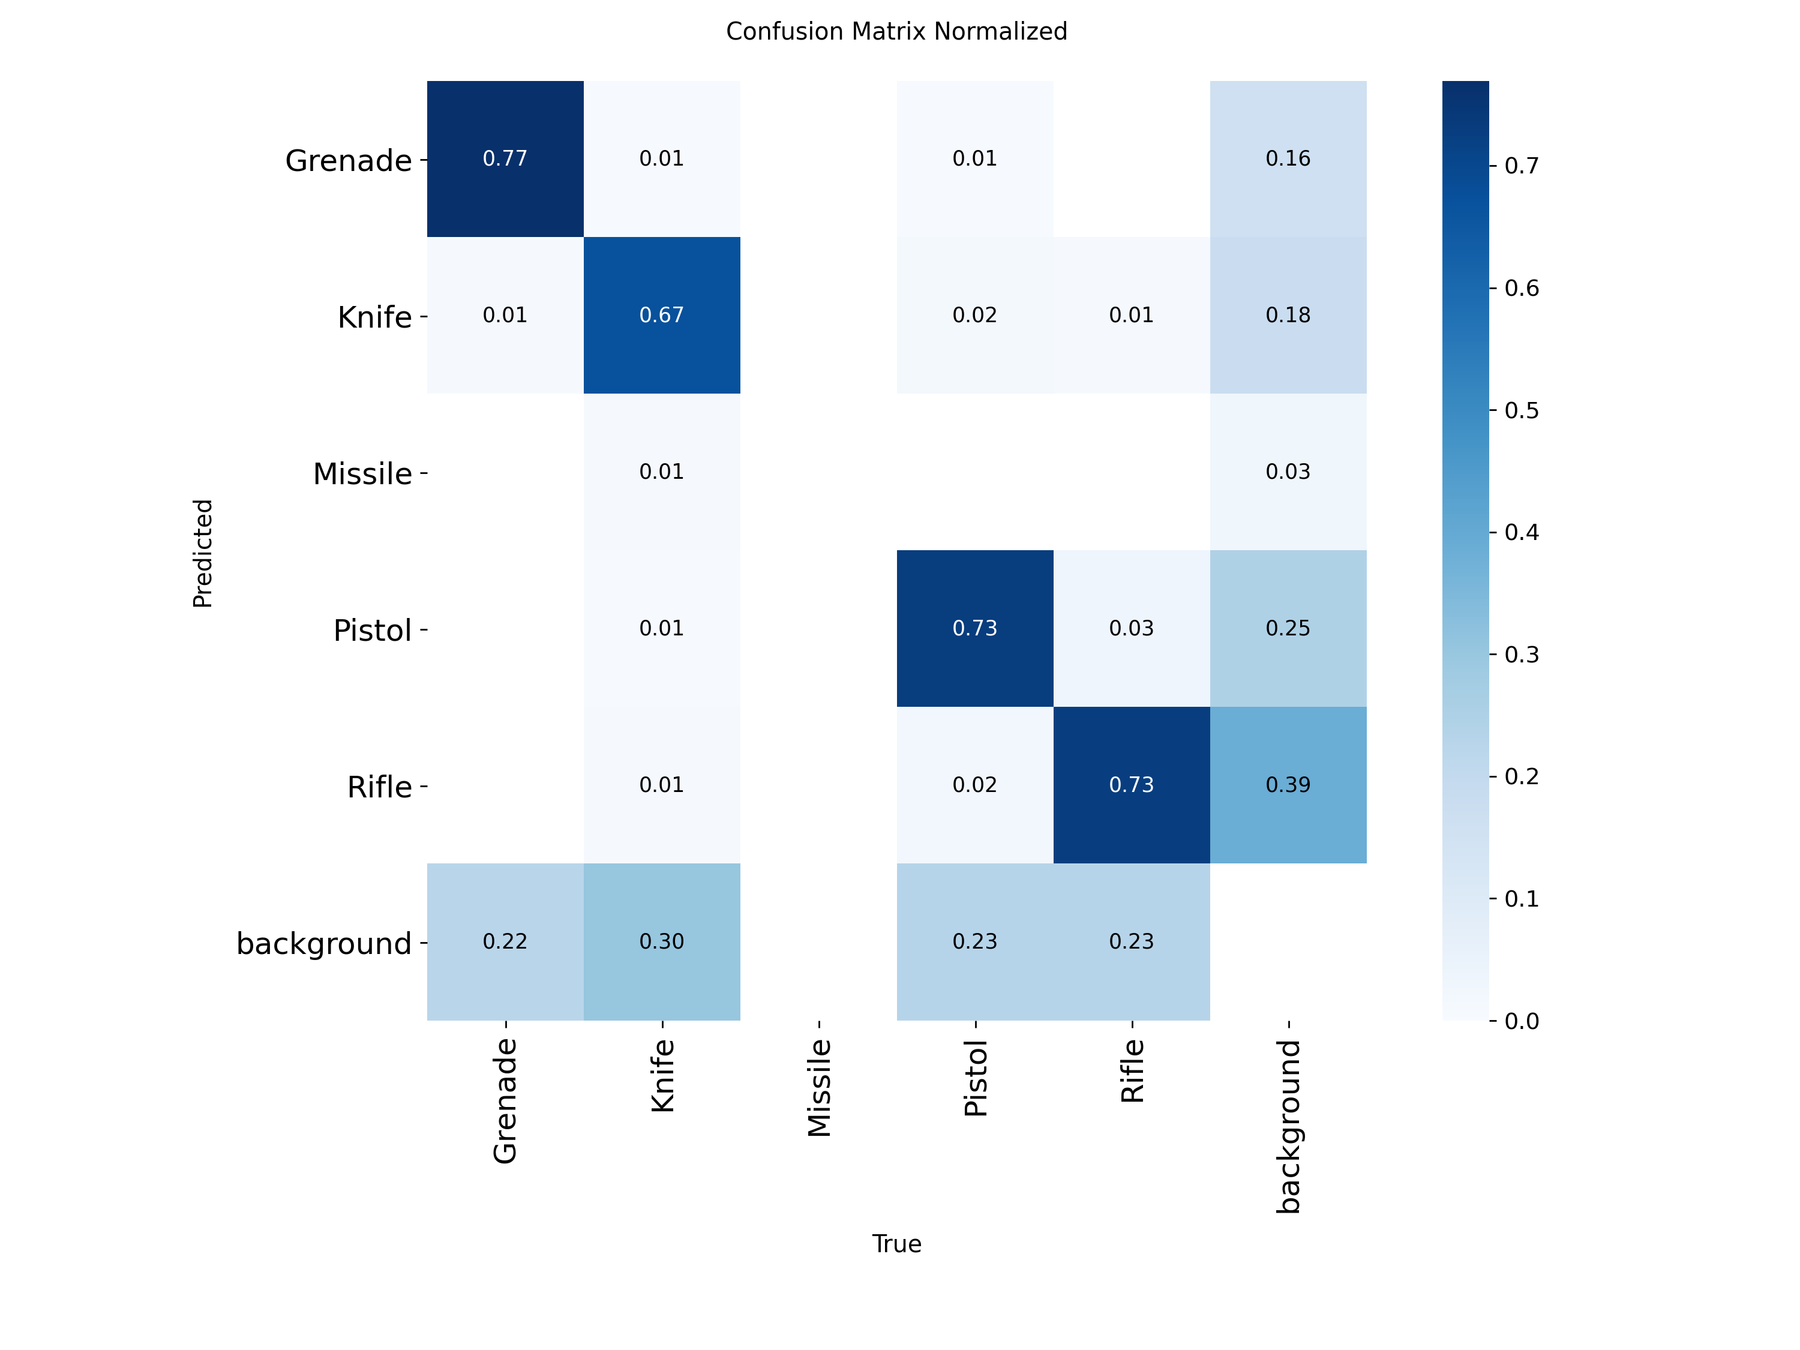 Confusion Matrix Normalized
Grenade 0.77 0.01 0.01 0.16
Knife 0.01 0.67 0.02 0.01 0.18
Missile 0.01 0.03
Pistol 0.01 0.73 0.03 0.25
Rifle 0.01 0.02 0.73 0.39
background 0.22 0.30 0.23 0.23
Predicted
Grenade Knife Missile Pistol Rifle background
True
0.7
0.6
0.5
0.4
0.3
0.2
0.1
0.0